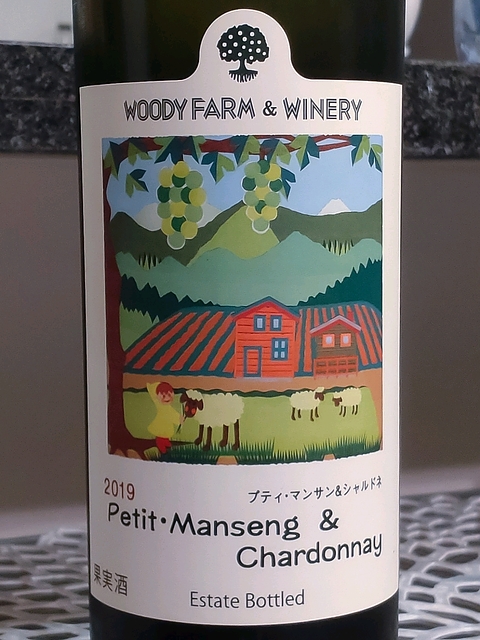 WOODY FARM & WINERY
2019
プティ・マンサン&シャルドネ
Petit・Manseng &
Chardonnay
果実酒
Estate Bottled